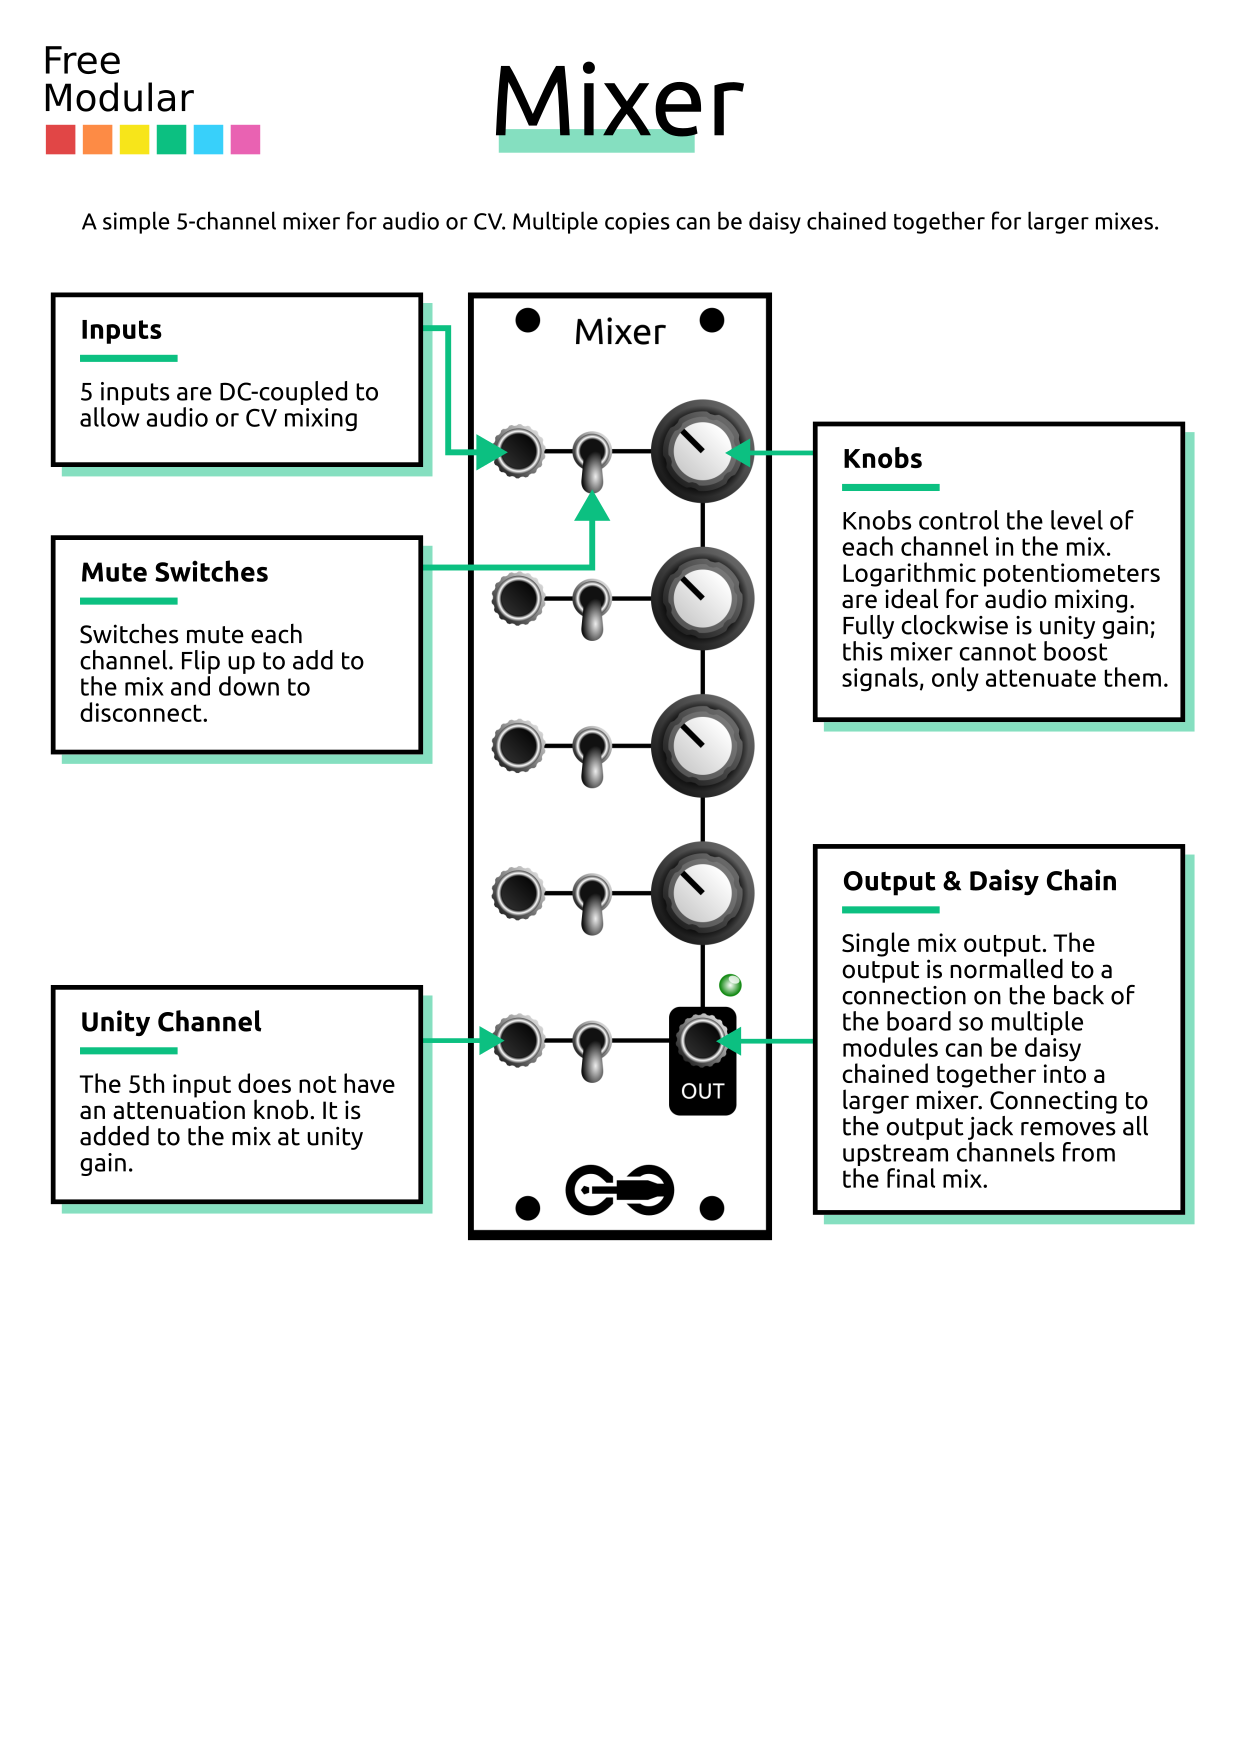 Free
Modular
Mixer
A simple 5-channel mixer for audio or CV. Multiple copies can be daisy chained together for larger mixes.
Inputs
5 inputs are DC-coupled to
allow audio or CV mixing
Mute Switches
Switches mute each
channel. Flip up to add to
the mix and down to
disconnect.
Unity Channel
The 5th input does not have
an attenuation knob. It is
added to the mix at unity
gain.
Mixer
OUT
Knobs
Knobs control the level of
each channel in the mix.
Logarithmic potentiometers
are ideal for audio mixing.
Fully clockwise is unity gain;
this mixer cannot boost
signals, only attenuate them.
Output & Daisy Chain
Single mix output. The
output is normalled to a
connection on the back of
the board so multiple
modules can be daisy
chained together into a
larger mixer. Connecting to
the output jack removes all
upstream channels from
the final mix.